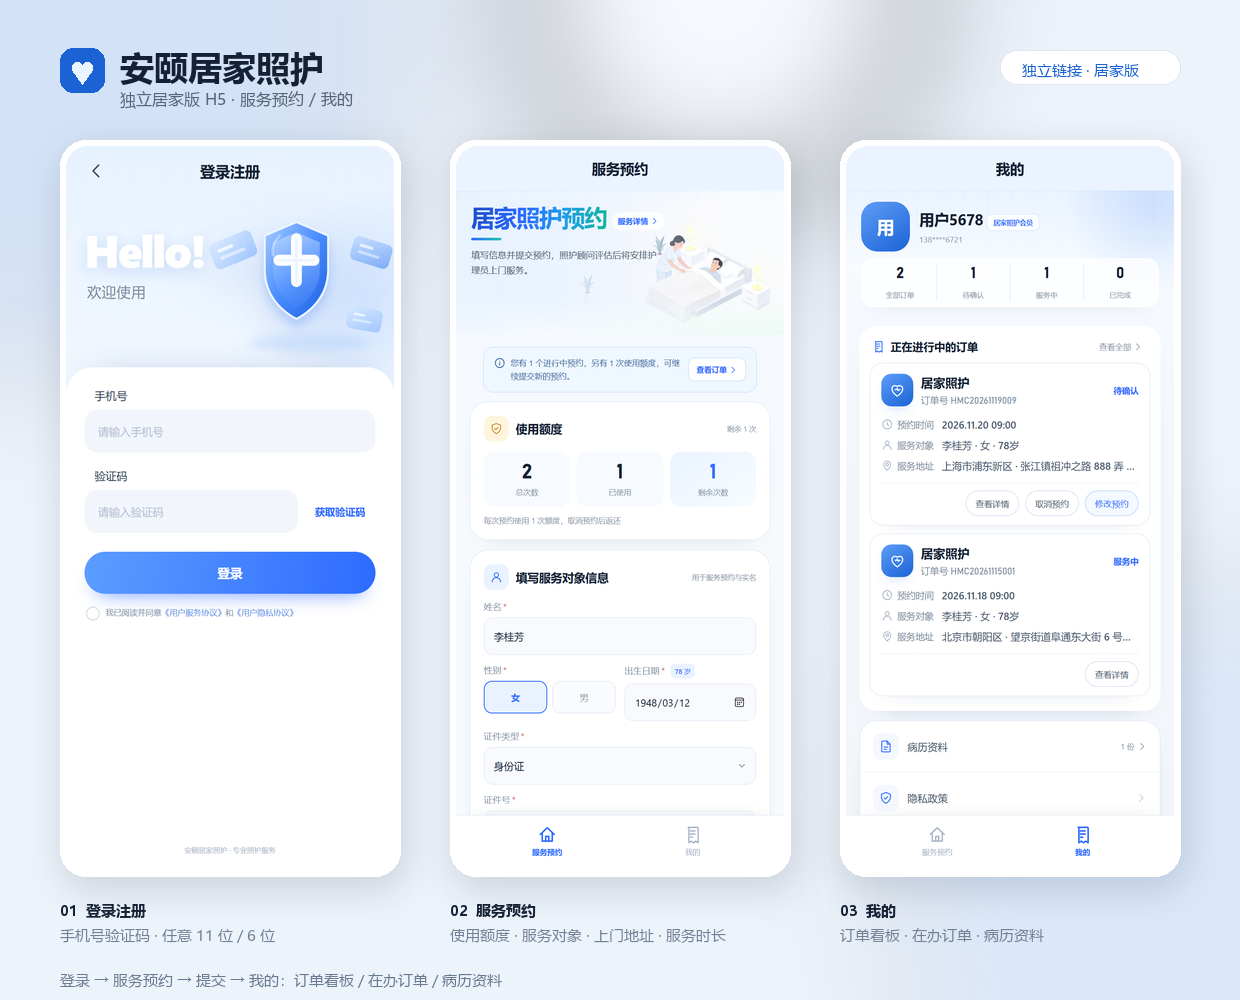 安颐居家照护
独立居家版 H5 · 服务预约 / 我的
独立链接 · 居家版
登录注册
Hello!
欢迎使用
手机号
请输入手机号
验证码
请输入验证码
获取验证码
登录
我已阅读并同意《用户服务协议》和《用户隐私协议》
安颐居家照护 · 专业照护服务
01 登录注册
手机号验证码 · 任意 11 位 / 6 位
服务预约
居家照护预约
服务详情
填写信息并提交预约，照护顾问评估后将安排护
理员上门服务。
您有 1 个进行中预约，另有 1 次使用额度，可继
续提交新的预约。
查看订单
使用额度
剩余 1 次
2
总次数
1
已使用
1
剩余次数
每次预约使用 1 次额度，取消预约后返还
填写服务对象信息
用于服务预约与实名
姓名 *
李桂芳
性别 *
女
男
出生日期 *
78 岁
1948/03/12
证件类型 *
身份证
证件号 *
服务预约
我的
02 服务预约
使用额度 · 服务对象 · 上门地址 · 服务时长
我的
用
用户5678
居家照护会员
138****6721
2
全部订单
1
待确认
1
服务中
0
已完成
正在进行中的订单
查看全部
居家照护
订单号 HMC20261119009
待确认
预约时间 2026.11.20 09:00
服务对象 李桂芳 · 女 · 78岁
服务地址 上海市浦东新区 · 张江镇祖冲之路 888 弄 ...
查看详情
取消预约
修改预约
居家照护
订单号 HMC20261115001
服务中
预约时间 2026.11.18 09:00
服务对象 李桂芳 · 女 · 78岁
服务地址 北京市朝阳区 · 望京街道阜通东大街 6 号...
查看详情
病历资料
1 份
隐私政策
服务预约
我的
03 我的
订单看板 · 在办订单 · 病历资料
登录 → 服务预约 → 提交 → 我的：订单看板 / 在办订单 / 病历资料